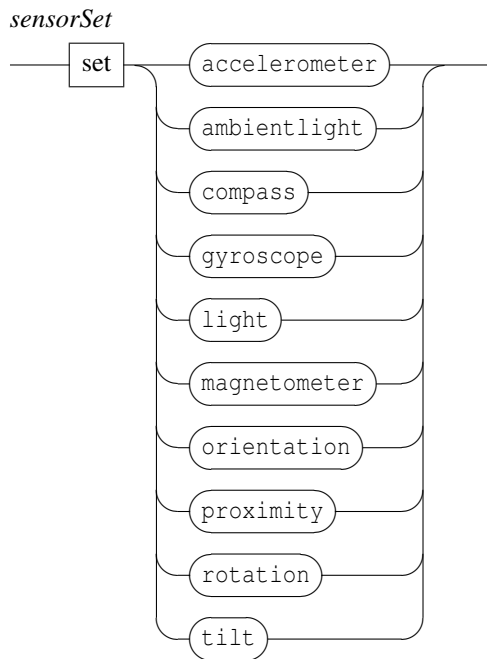 sensorSet
set
accelerometer
ambientlight
compass
gyroscope
light
magnetometer
orientation
proximity
rotation
tilt